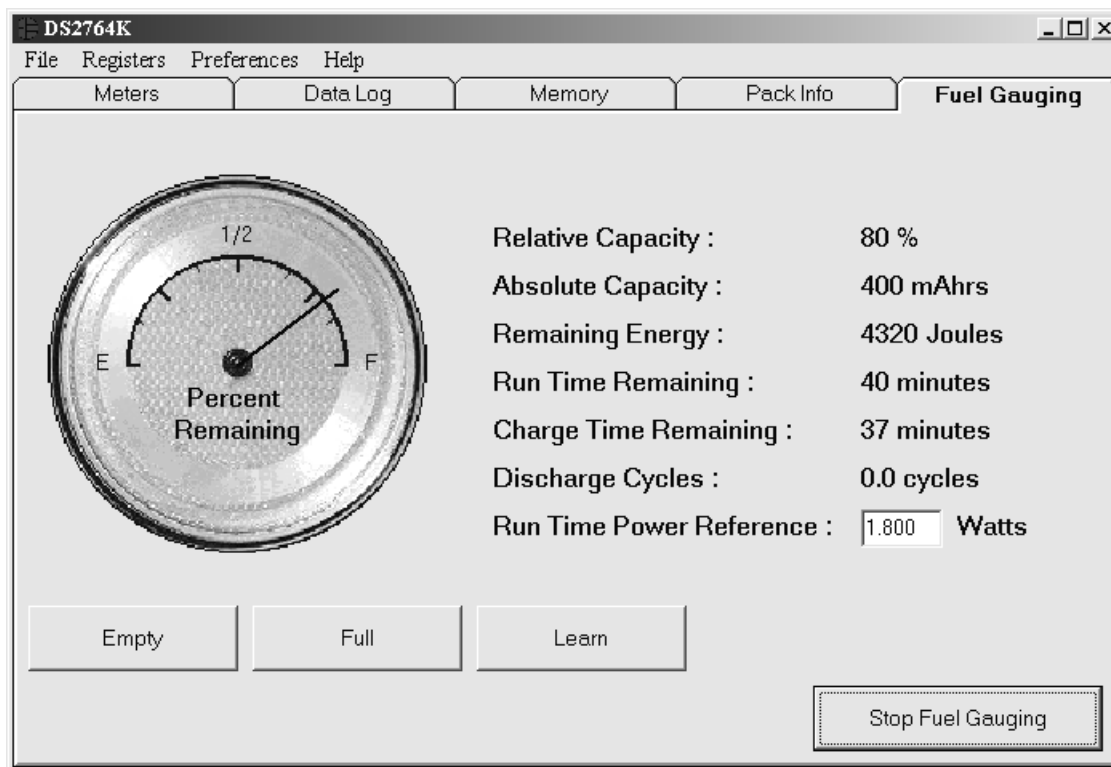 DS2764K
File Registers Preferences Help
Meters Data Log Memory Pack Info Fuel Gauging
1/2
E F
Percent
Remaining
Relative Capacity : 80 %
Absolute Capacity : 400 mAhrs
Remaining Energy : 4320 Joules
Run Time Remaining : 40 minutes
Charge Time Remaining : 37 minutes
Discharge Cycles : 0.0 cycles
Run Time Power Reference : 1.800 Watts
Empty Full Learn
Stop Fuel Gauging